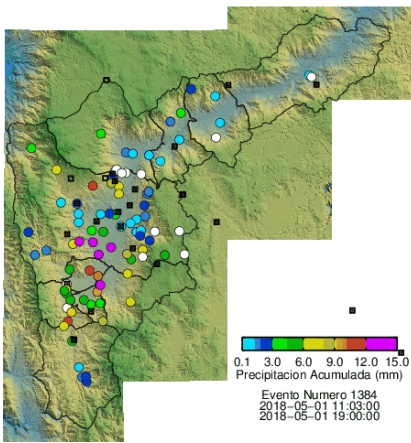 0.1 3.0 6.0 9.0 12.0 15.0
Precipitacion Acumulada (mm)
Evento Numero 1384
2018-05-01 11:03:00
2018-05-01 19:00:00